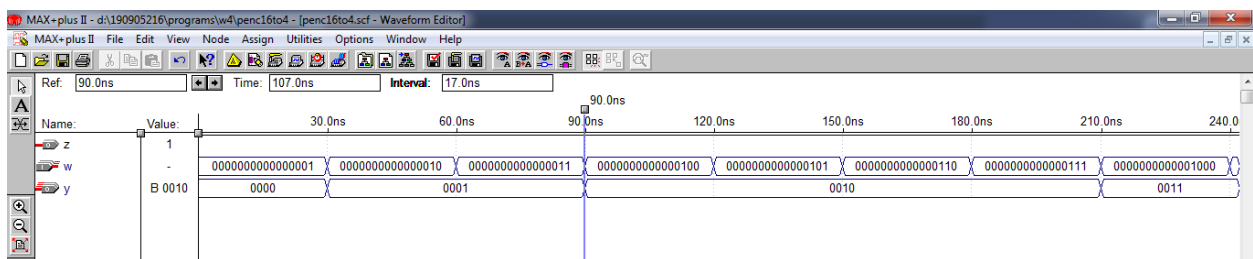 MAX+plus II - d:\190905216\programs\w4\penc16to4 - [penc16to4.scf - Waveform Editor]
MAX+plus II File Edit View Node Assign Utilities Options Window Help
Ref: 90.0ns Time: 107.0ns Interval: 17.0ns
90.0ns
Name: Value: 30.0ns 60.0ns 90.0ns 120.0ns 150.0ns 180.0ns 210.0ns 240.0
z 1
w - 0000000000000001 0000000000000010 0000000000000011 0000000000000100 0000000000000101 0000000000000110 0000000000000111 0000000000001000
y B 0010 0000 0001 0010 0011